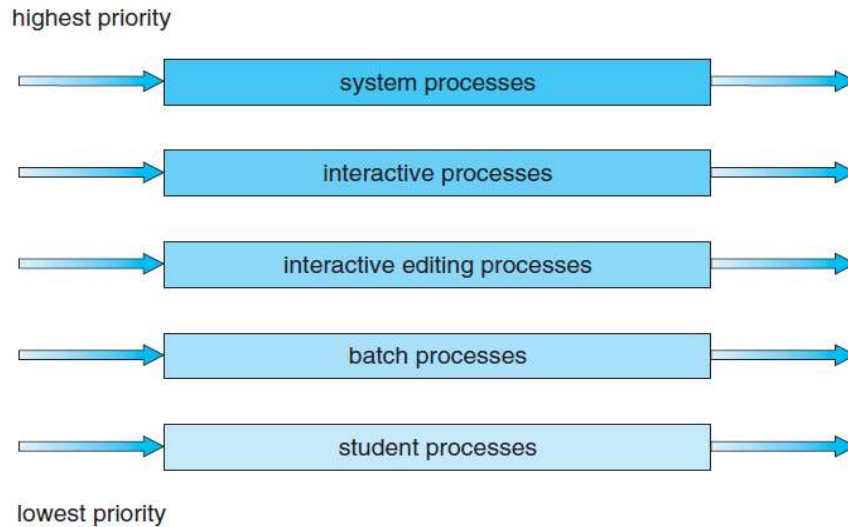 highest priority
system processes
interactive processes
interactive editing processes
batch processes
student processes
lowest priority